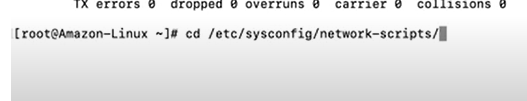 TX errors 0 dropped 0 overruns 0 carrier 0 collisions 0
[root@Amazon-Linux ~]# cd /etc/sysconfig/network-scripts/